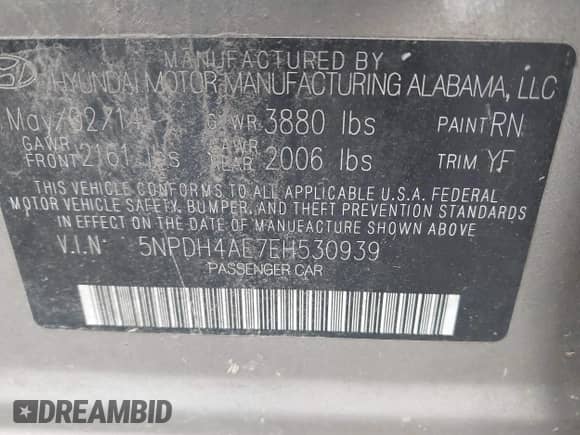 MANUFACTURED BY
HYUNDAI MOTOR MANUFACTURING ALABAMA, LLC
May/02/14 GVWR 3880 lbs PAINT RN
GAWR FRONT 2161 lbs GAWR REAR 2006 lbs TRIM YF
THIS VEHICLE CONFORMS TO ALL APPLICABLE U.S.A. FEDERAL
MOTOR VEHICLE SAFETY, BUMPER, AND THEFT PREVENTION STANDARDS
IN EFFECT ON THE DATE OF MANUFACTURE SHOWN ABOVE.
V.I.N 5NPDH4AE7EH530939
PASSENGER CAR
DREAMBID